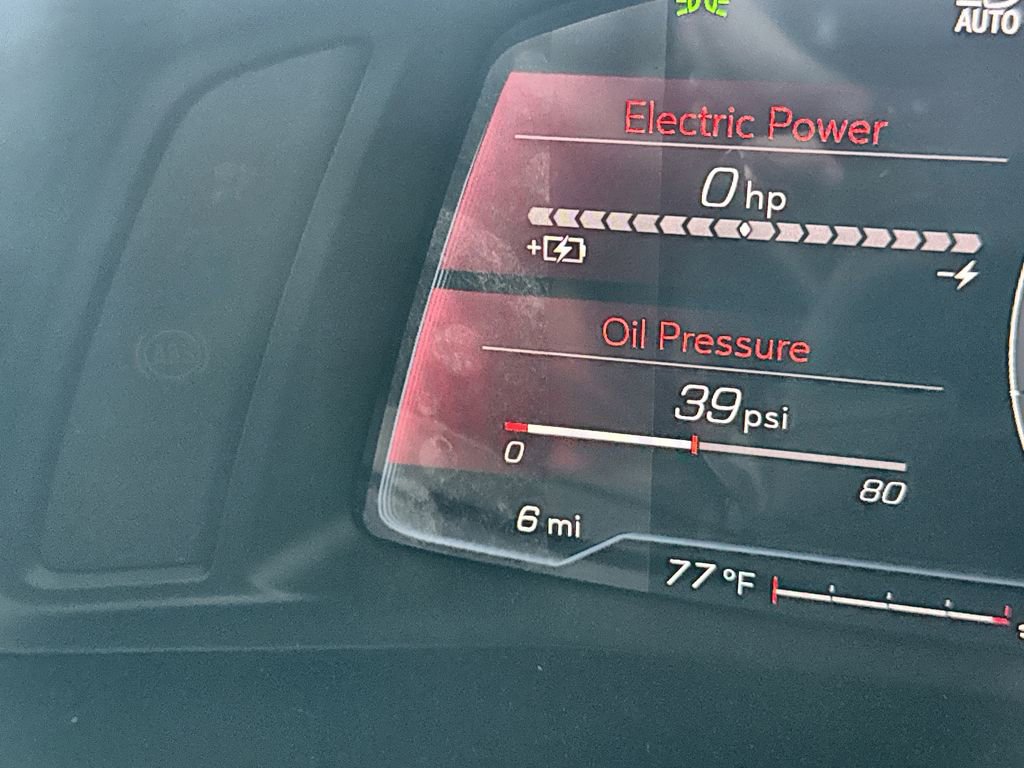 AUTO
Electric Power
0 hp
+
-
Oil Pressure
39 psi
0
80
6 mi
77 °F